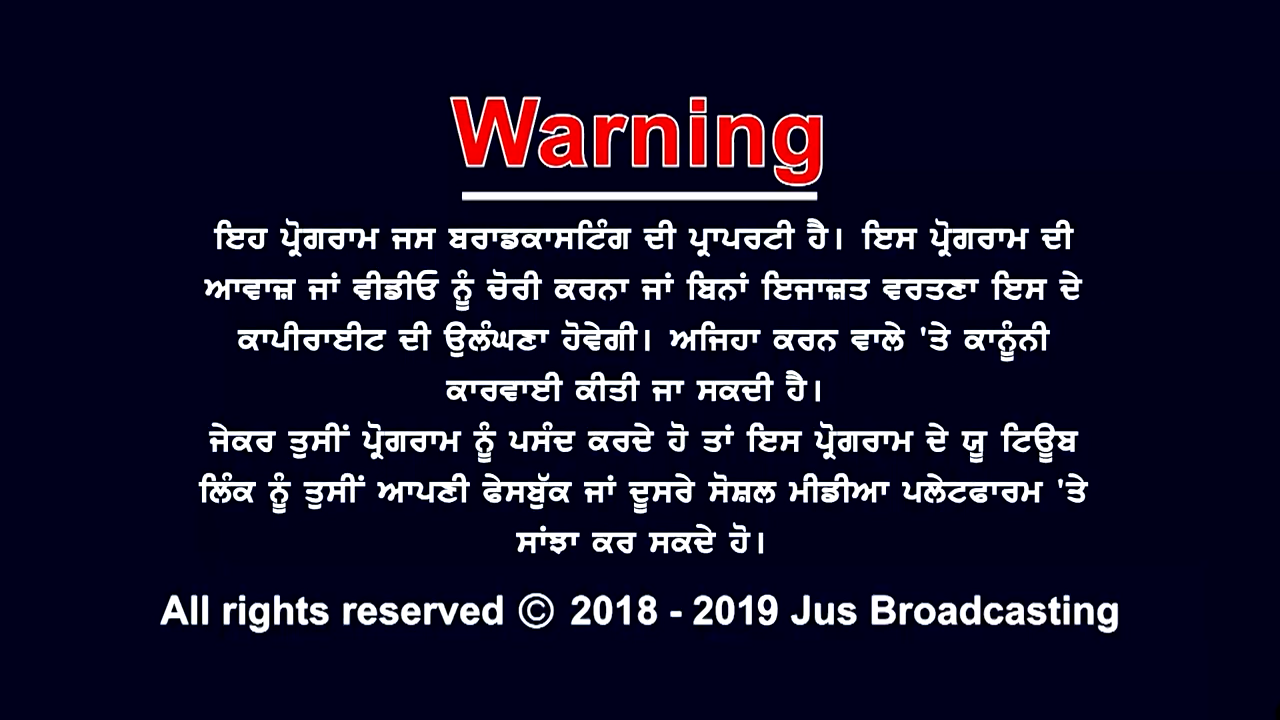 Warning
ਇਹ ਪ੍ਰੋਗਰਾਮ ਜਸ ਬਰਾਡਕਾਸਟਿੰਗ ਦੀ ਪ੍ਰਾਪਰਟੀ ਹੈ। ਇਸ ਪ੍ਰੋਗਰਾਮ ਦੀ
ਆਵਾਜ਼ ਜਾਂ ਵੀਡੀਓ ਨੂੰ ਚੋਰੀ ਕਰਨਾ ਜਾਂ ਬਿਨਾਂ ਇਜਾਜ਼ਤ ਵਰਤਣਾ ਇਸ ਦੇ
ਕਾਪੀਰਾਈਟ ਦੀ ਉਲੰਘਣਾ ਹੋਵੇਗੀ। ਅਜਿਹਾ ਕਰਨ ਵਾਲੇ 'ਤੇ ਕਾਨੂੰਨੀ
ਕਾਰਵਾਈ ਕੀਤੀ ਜਾ ਸਕਦੀ ਹੈ।
ਜੇਕਰ ਤੁਸੀਂ ਪ੍ਰੋਗਰਾਮ ਨੂੰ ਪਸੰਦ ਕਰਦੇ ਹੋ ਤਾਂ ਇਸ ਪ੍ਰੋਗਰਾਮ ਦੇ ਯੂ ਟਿਊਬ
ਲਿੰਕ ਨੂੰ ਤੁਸੀਂ ਆਪਣੀ ਫੇਸਬੁੱਕ ਜਾਂ ਦੂਸਰੇ ਸੋਸ਼ਲ ਮੀਡੀਆ ਪਲੇਟਫਾਰਮ 'ਤੇ
ਸਾਂਝਾ ਕਰ ਸਕਦੇ ਹੋ।
All rights reserved © 2018 - 2019 Jus Broadcasting